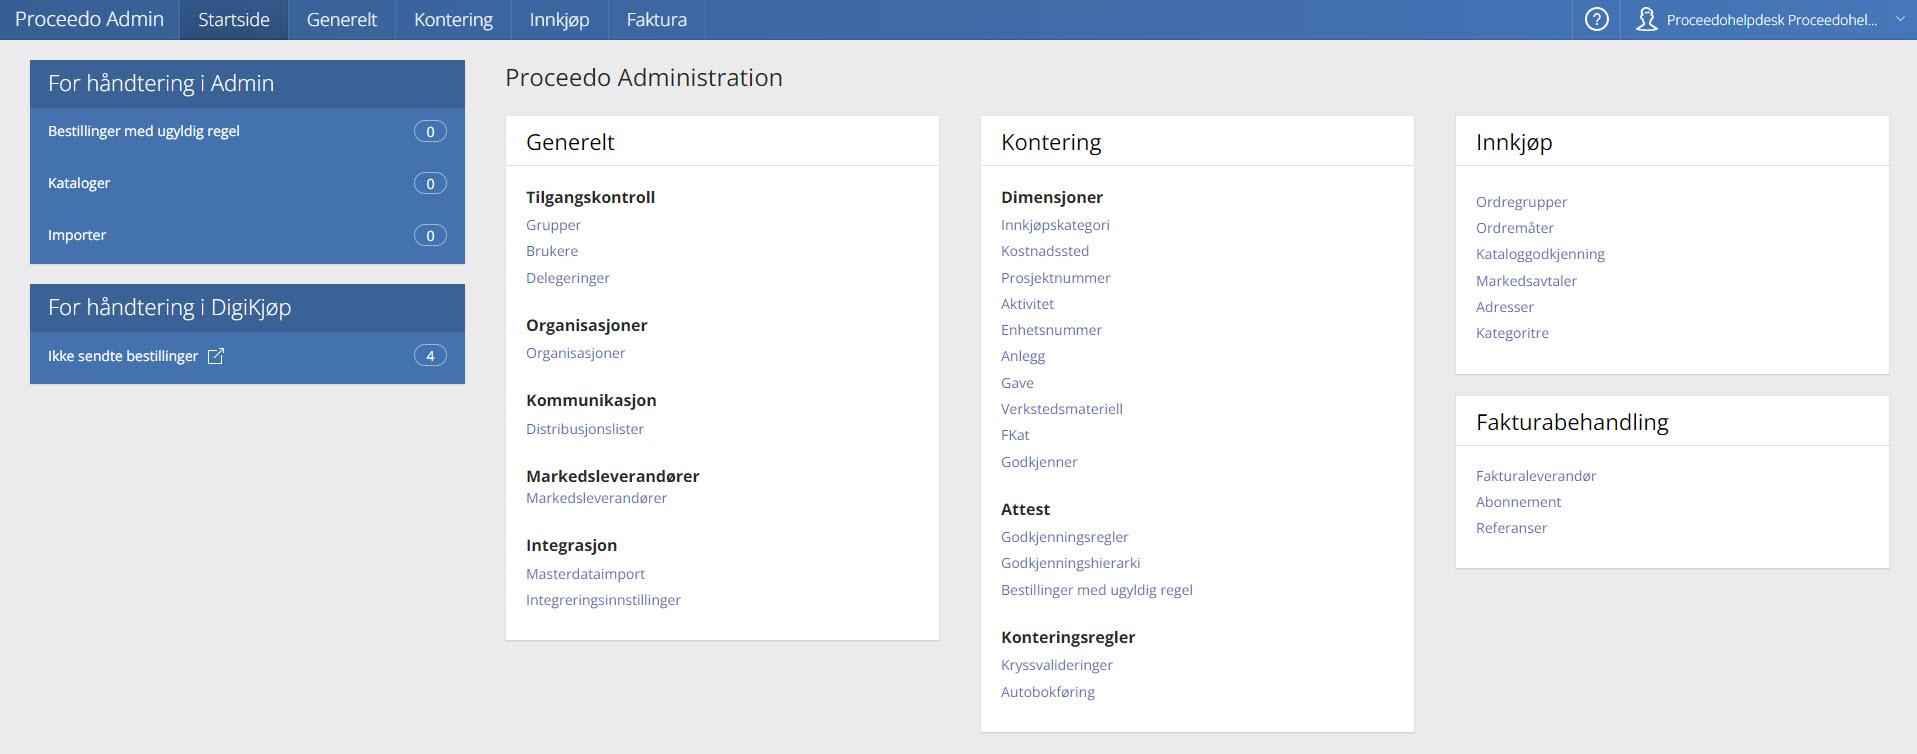 Proceedo Admin Startside Generelt Kontering Innkjøp Faktura Proceedohelpdesk Proceedohel...
For håndtering i Admin
Bestillinger med ugyldig regel 0
Kataloger 0
Importer 0
For håndtering i DigiKjøp
Ikke sendte bestillinger 4
Proceedo Administration
Generelt
Tilgangskontroll
Grupper
Brukere
Delegeringer
Organisasjoner
Organisasjoner
Kommunikasjon
Distribusjonslister
Markedsleverandører
Markedsleverandører
Integrasjon
Masterdataimport
Integreringsinnstillinger
Kontering
Dimensjoner
Innkjøpskategori
Kostnadssted
Prosjektnummer
Aktivitet
Enhetsnummer
Anlegg
Gave
Verkstedsmateriell
FKat
Godkjenner
Attest
Godkjenningsregler
Godkjenningshierarki
Bestillinger med ugyldig regel
Konteringsregler
Kryssvalideringer
Autobokføring
Innkjøp
Ordregrupper
Ordremåter
Kataloggodkjenning
Markedsavtaler
Adresser
Kategoritre
Fakturabehandling
Fakturaleverandør
Abonnement
Referanser